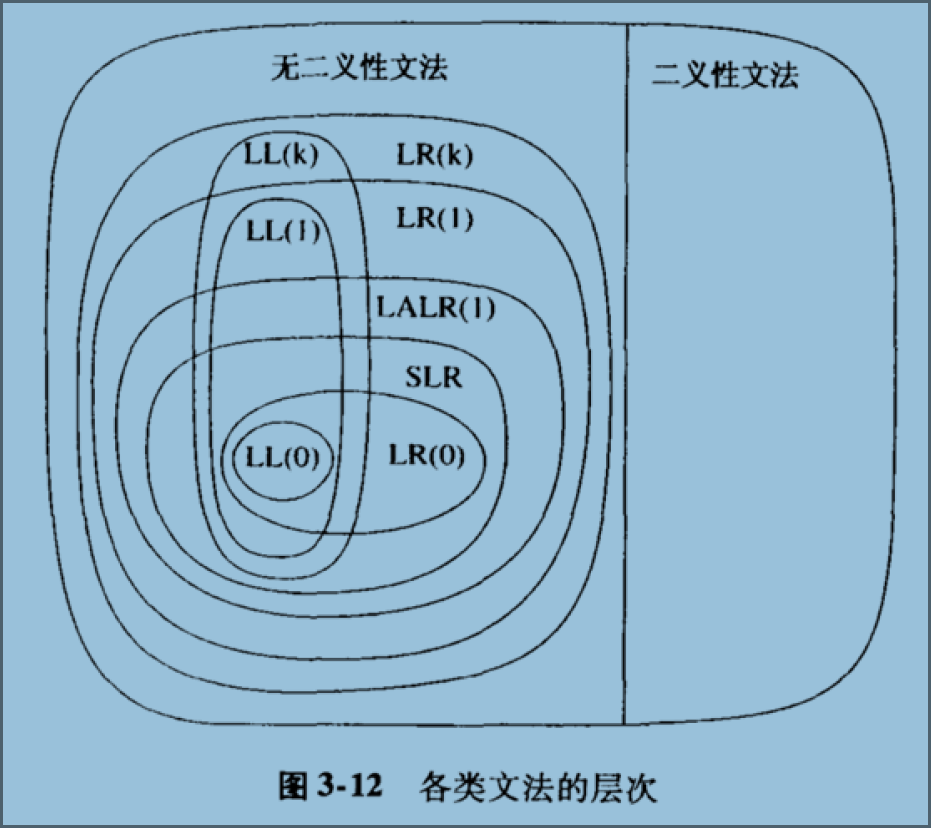 无二义性文法
二义性文法
LL(k)
LR(k)
LL(1)
LR(1)
LALR(1)
SLR
LL(0)
LR(0)
图 3-12 各类文法的层次